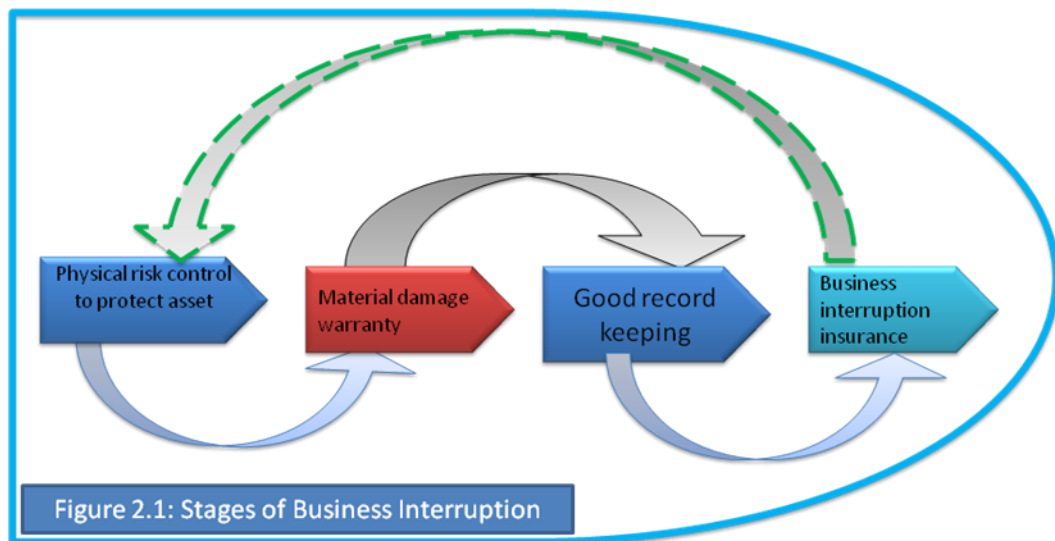 Physical risk control
to protect asset
Material damage
warranty
Good record
keeping
Business
interruption
insurance
Figure 2.1: Stages of Business Interruption